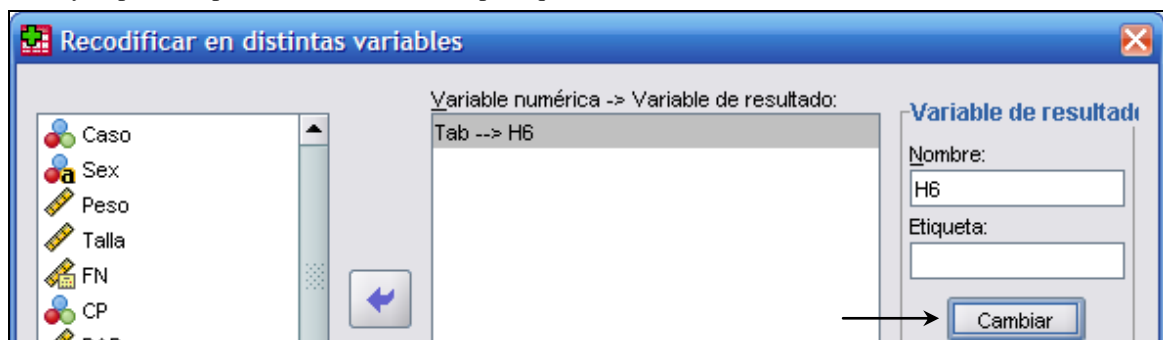 Recodificar en distintas variables
Variable numérica -> Variable de resultado:
Tab --> H6
Caso
Sex
Peso
Talla
FN
CP
Variable de resultad
Nombre:
H6
Etiqueta:
Cambiar